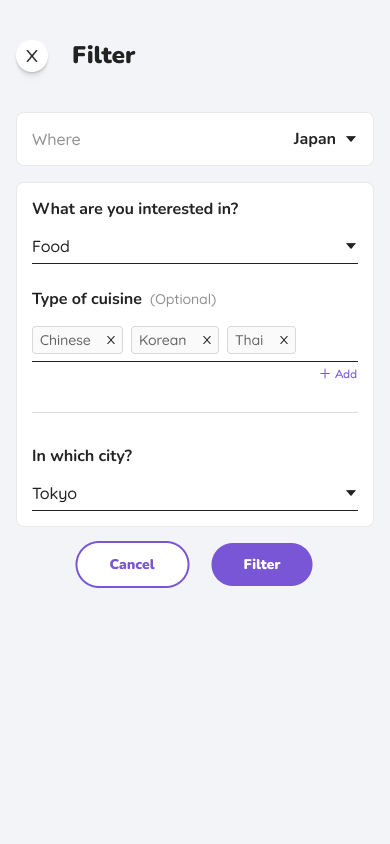 X Filter
Where Japan
What are you interested in?
Food
Type of cuisine (Optional)
Chinese X Korean X Thai X
+ Add
In which city?
Tokyo
Cancel Filter